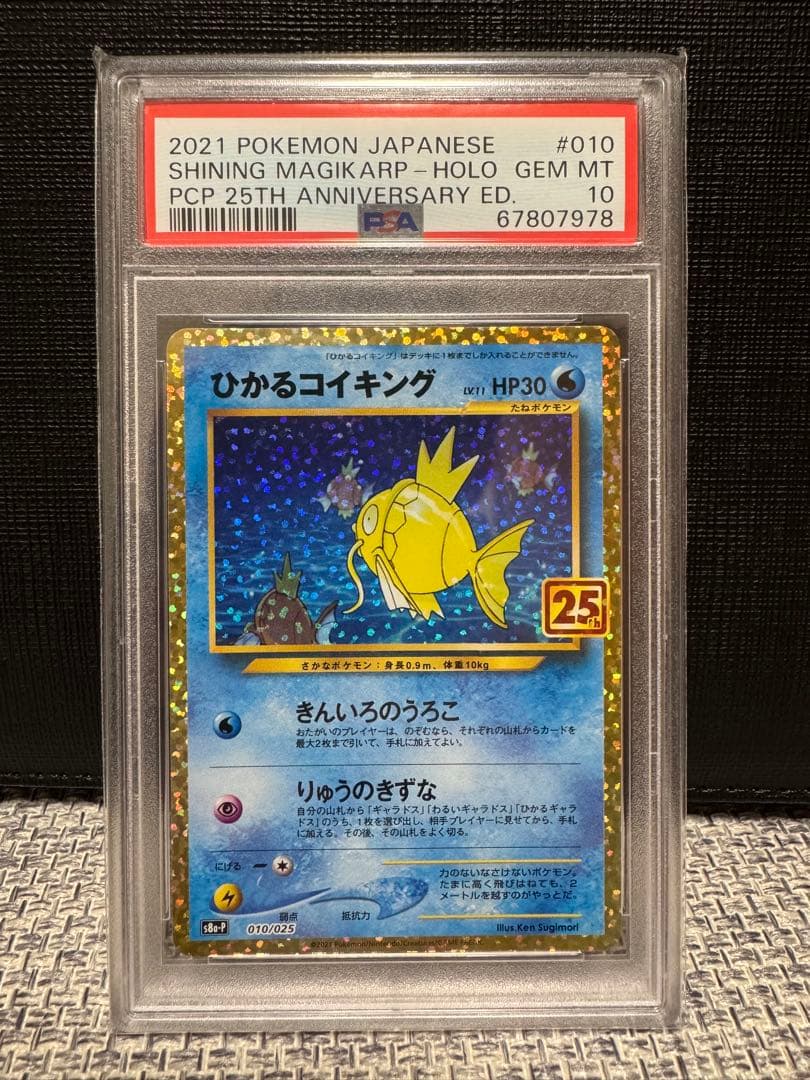 2021 POKEMON JAPANESE #010
SHINING MAGIKARP-HOLO GEM MT
PCP 25TH ANNIVERSARY ED. 10
PSA 67807978
「ひかるコイキング」はデッキに1枚までしか入れることができません。
ひかるコイキング LV.11 HP30
たねポケモン
25th
さかなポケモン:身長0.9m、体重10kg
きんいろのうろこ
おたがいのプレイヤーは、のぞむなら、それぞれの山札からカードを
最大2枚まで引いて、手札に加えてよい。
りゅうのきずな
自分の山札から「ギャラドス」「わるいギャラドス」「ひかるギャラ
ドス」のうち、1枚を選び出し、相手プレイヤーに見せてから、手札
に加える。その後、その山札をよく切る。
にげる
力のないなさけないポケモン。
たまに高く飛びはねても、2
メートルを越すのがやっとだ。
弱点 抵抗力
s8a-P 010/025
Illus.Ken Sugimori
©2021 Pokémon/Nintendo/Creatures/GAME FREAK.